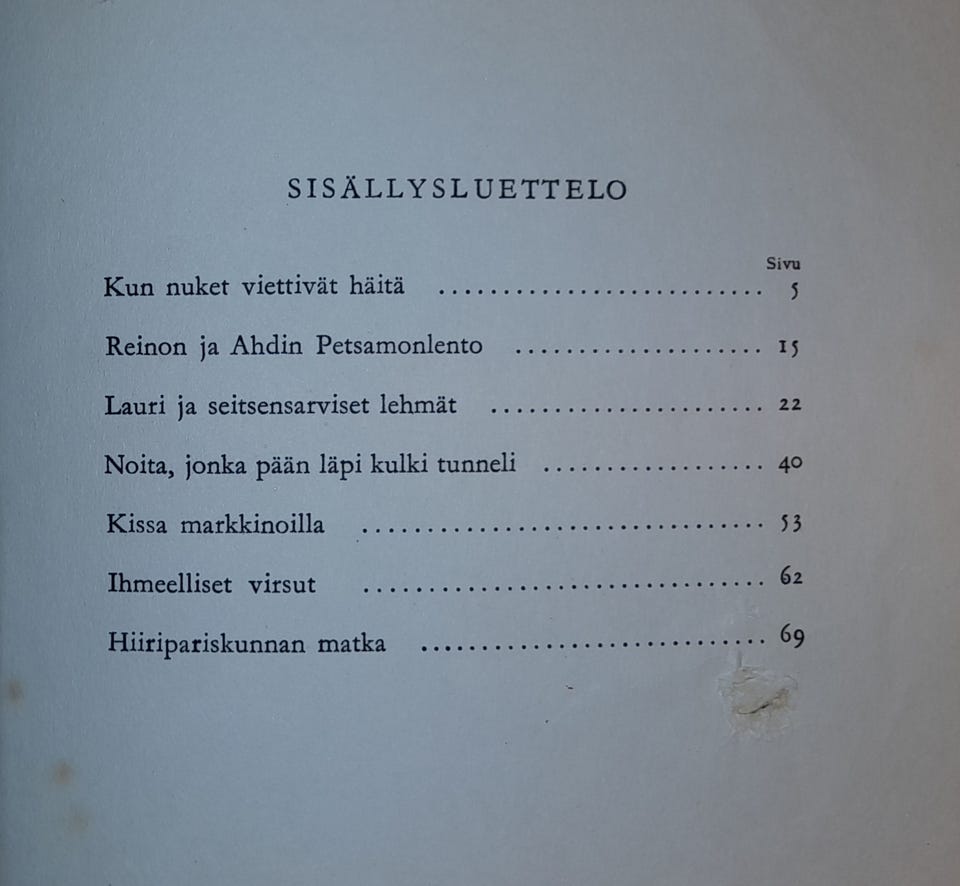 SISÄLLYSLUETTELO
Sivu
Kun nuket viettivät häitä .......................... 5
Reinon ja Ahdin Petsamonlento .................... 15
Lauri ja seitsensarviset lehmät ...................... 22
Noita, jonka pään läpi kulki tunneli .................. 40
Kissa markkinoilla ................................ 53
Ihmeelliset virsut ................................ 62
Hiiripariskunnan matka ............................ 69